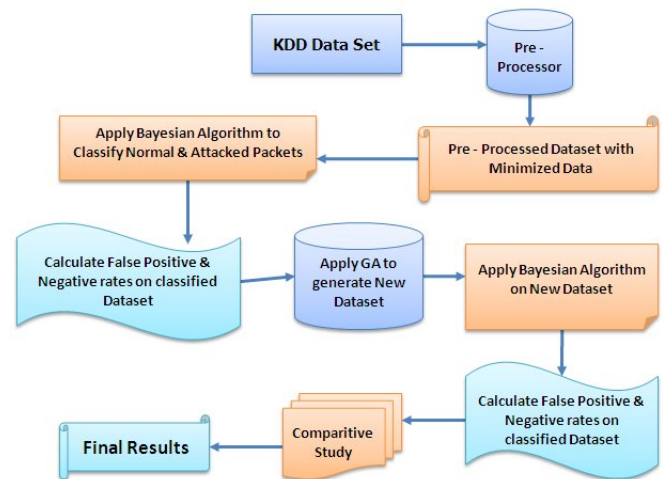 KDD Data Set
Pre -
Processor
Pre - Processed Dataset with
Minimized Data
Apply Bayesian Algorithm to
Classify Normal & Attacked Packets
Calculate False Positive &
Negative rates on classified
Dataset
Apply GA to
generate New
Dataset
Apply Bayesian Algorithm
on New Dataset
Calculate False Positive &
Negative rates on
classified Dataset
Comparitive
Study
Final Results